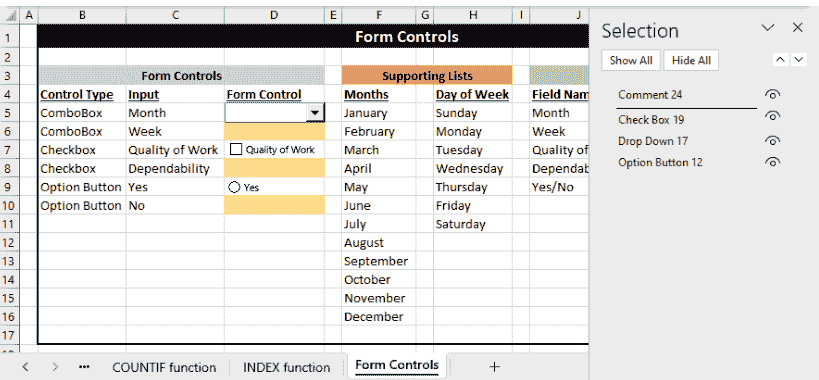 A B C D E F G H I J
1 Form Controls
2
3 Form Controls Supporting Lists
4 Control Type Input Form Control Months Day of Week Field Nam
5 ComboBox Month January Sunday Month
6 ComboBox Week February Monday Week
7 Checkbox Quality of Work Quality of Work March Tuesday Quality of
8 Checkbox Dependability April Wednesday Dependab
9 Option Button Yes Yes May Thursday Yes/No
10 Option Button No June Friday
11 July Saturday
12 August
13 September
14 October
15 November
16 December
17
COUNTIF function INDEX function Form Controls
Selection
Show All Hide All
Comment 24
Check Box 19
Drop Down 17
Option Button 12